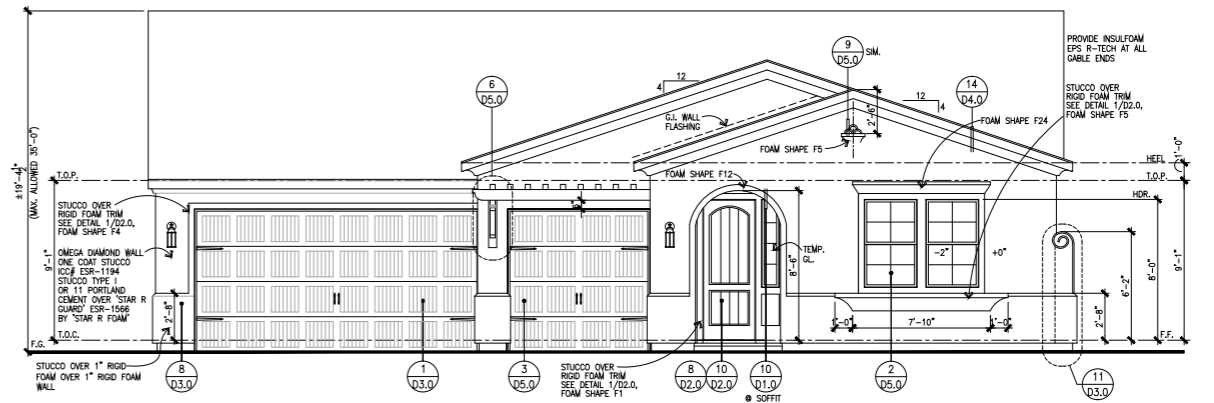 ±19'-4½"
(MAX. ALLOWED 35'-0")
T.O.P.
9'-1"
T.O.C.
F.G.
STUCCO OVER
RIGID FOAM TRIM
SEE DETAIL 1/D2.0,
FOAM SHAPE F4
OMEGA DIAMOND WALL
ONE COAT STUCCO
ICC# ESR-1194
STUCCO TYPE I
OR 11 PORTLAND
CEMENT OVER 'STAR R
GUARD' ESR-1566
BY 'STAR R FOAM'
2'-8"
STUCCO OVER 1" RIGID
FOAM OVER 1" RIGID FOAM
WALL
8
D3.0
1
D3.0
6
D5.0
3
D5.0
STUCCO OVER
RIGID FOAM TRIM
SEE DETAIL 1/D2.0,
FOAM SHAPE F1
4
12
G.I. WALL
FLASHING
FOAM SHAPE F12
9
D5.0
SIM.
2'-6"
FOAM SHAPE F5
12
4
14
D4.0
FOAM SHAPE F24
PROVIDE INSULFOAM
EPS R-TECH AT ALL
GABLE ENDS
STUCCO OVER
RIGID FOAM TRIM
SEE DETAIL 1/D2.0,
FOAM SHAPE F5
HEEL
1'-0"
T.O.P.
HDR.
TEMP.
GL.
8'-6"
-2"
+0"
1'-0"
7'-10"
1'-0"
2'-8"
6'-2"
8'-0"
9'-1"
F.F.
8
D2.0
10
D2.0
10
D1.0
@ SOFFIT
2
D5.0
11
D3.0